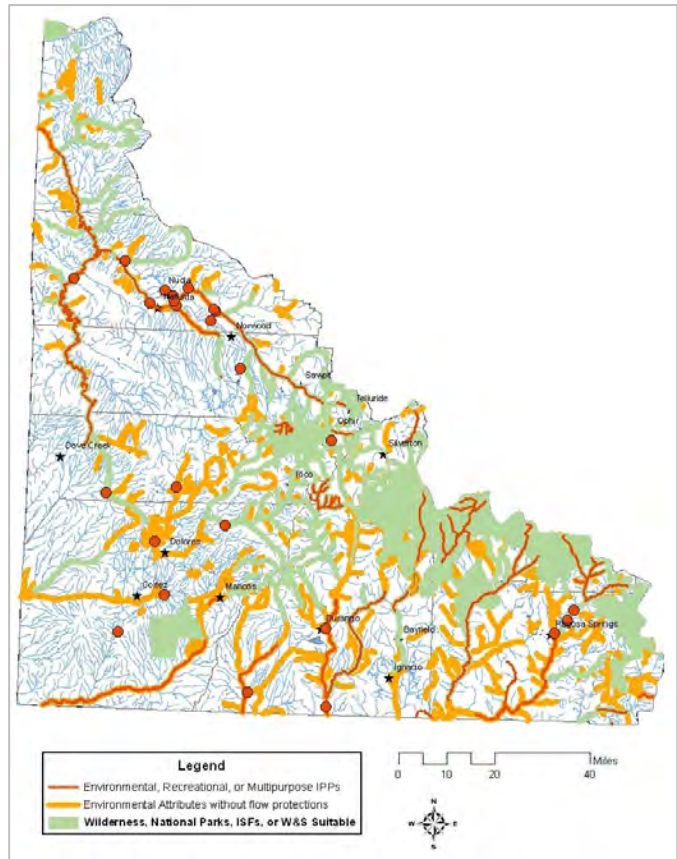 Nucla
Naturita
Norwood
Sawpit
Telluride
Ophir
Dove Creek
Silverton
Rico
Dolores
Cortez
Mancos
Durango
Bayfield
Pagosa Springs
Ignacio
Legend
Environmental, Recreational, or Multipurpose IPPs
Environmental Attributes without flow protections
Wilderness, National Parks, ISFs, or W&S Suitable
Miles
0 10 20 40
N
W E
S